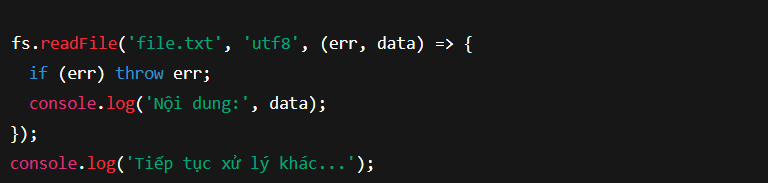 fs.readFile('file.txt', 'utf8', (err, data) => {
  if (err) throw err;
  console.log('Nội dung:', data);
});
console.log('Tiếp tục xử lý khác...');